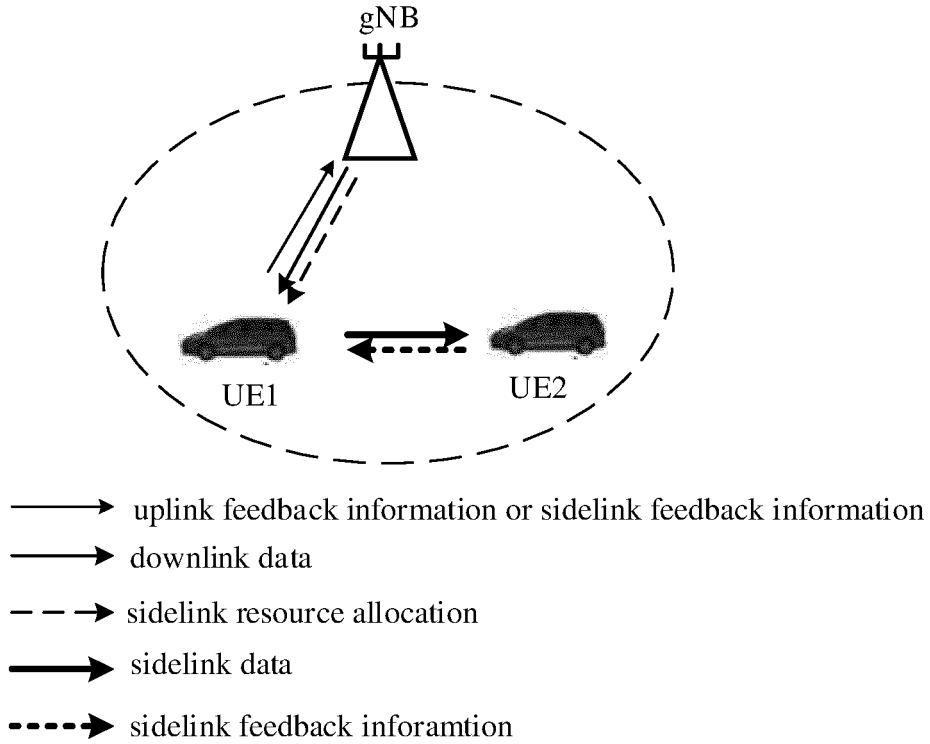 gNB
UE1
UE2
uplink feedback information or sidelink feedback information
downlink data
sidelink resource allocation
sidelink data
sidelink feedback inforamtion